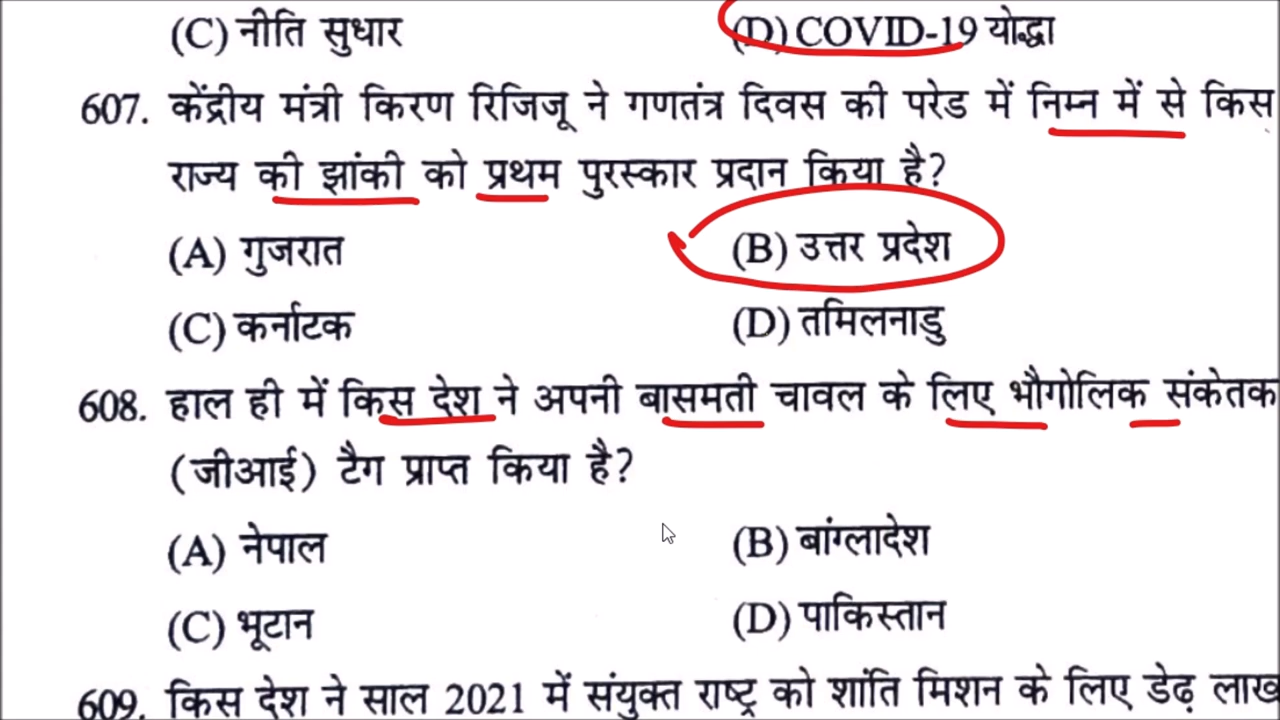 (C) नीति सुधार (D) COVID-19 योद्धा
607. केंद्रीय मंत्री किरण रिजिजू ने गणतंत्र दिवस की परेड में निम्न में से किस
राज्य की झांकी को प्रथम पुरस्कार प्रदान किया है?
(A) गुजरात (B) उत्तर प्रदेश
(C) कर्नाटक (D) तमिलनाडु
608. हाल ही में किस देश ने अपनी बासमती चावल के लिए भौगोलिक संकेतक
(जीआई) टैग प्राप्त किया है?
(A) नेपाल (B) बांग्लादेश
(C) भूटान (D) पाकिस्तान
609. किस देश ने साल 2021 में संयुक्त राष्ट्र को शांति मिशन के लिए डेढ़ लाख